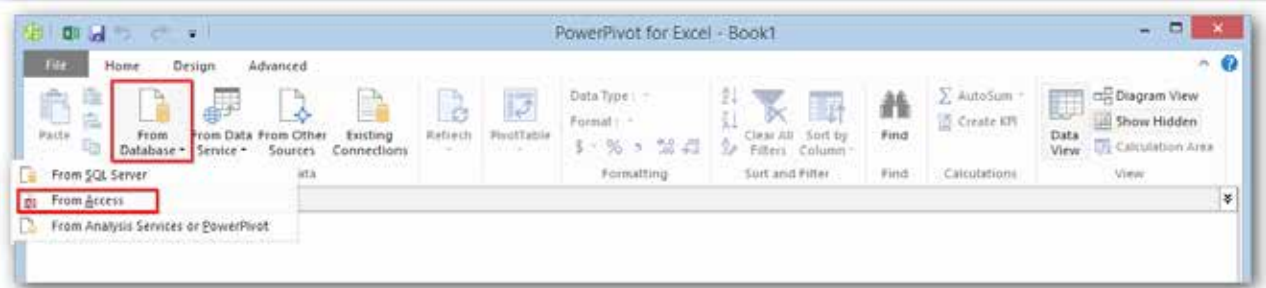 PowerPivot for Excel - Book1
File Home Design Advanced
Paste
From Database
From Data Service
From Other Sources
Existing Connections
Refresh
PivotTable
Data Type :
Format :
$ %
Clear All Filters
Sort by Column
Find
AutoSum
Create KPI
Data View
Diagram View
Show Hidden
Calculation Area
Formatting
Sort and Filter
Find
Calculations
View
From SQL Server
From Access
From Analysis Services or PowerPivot